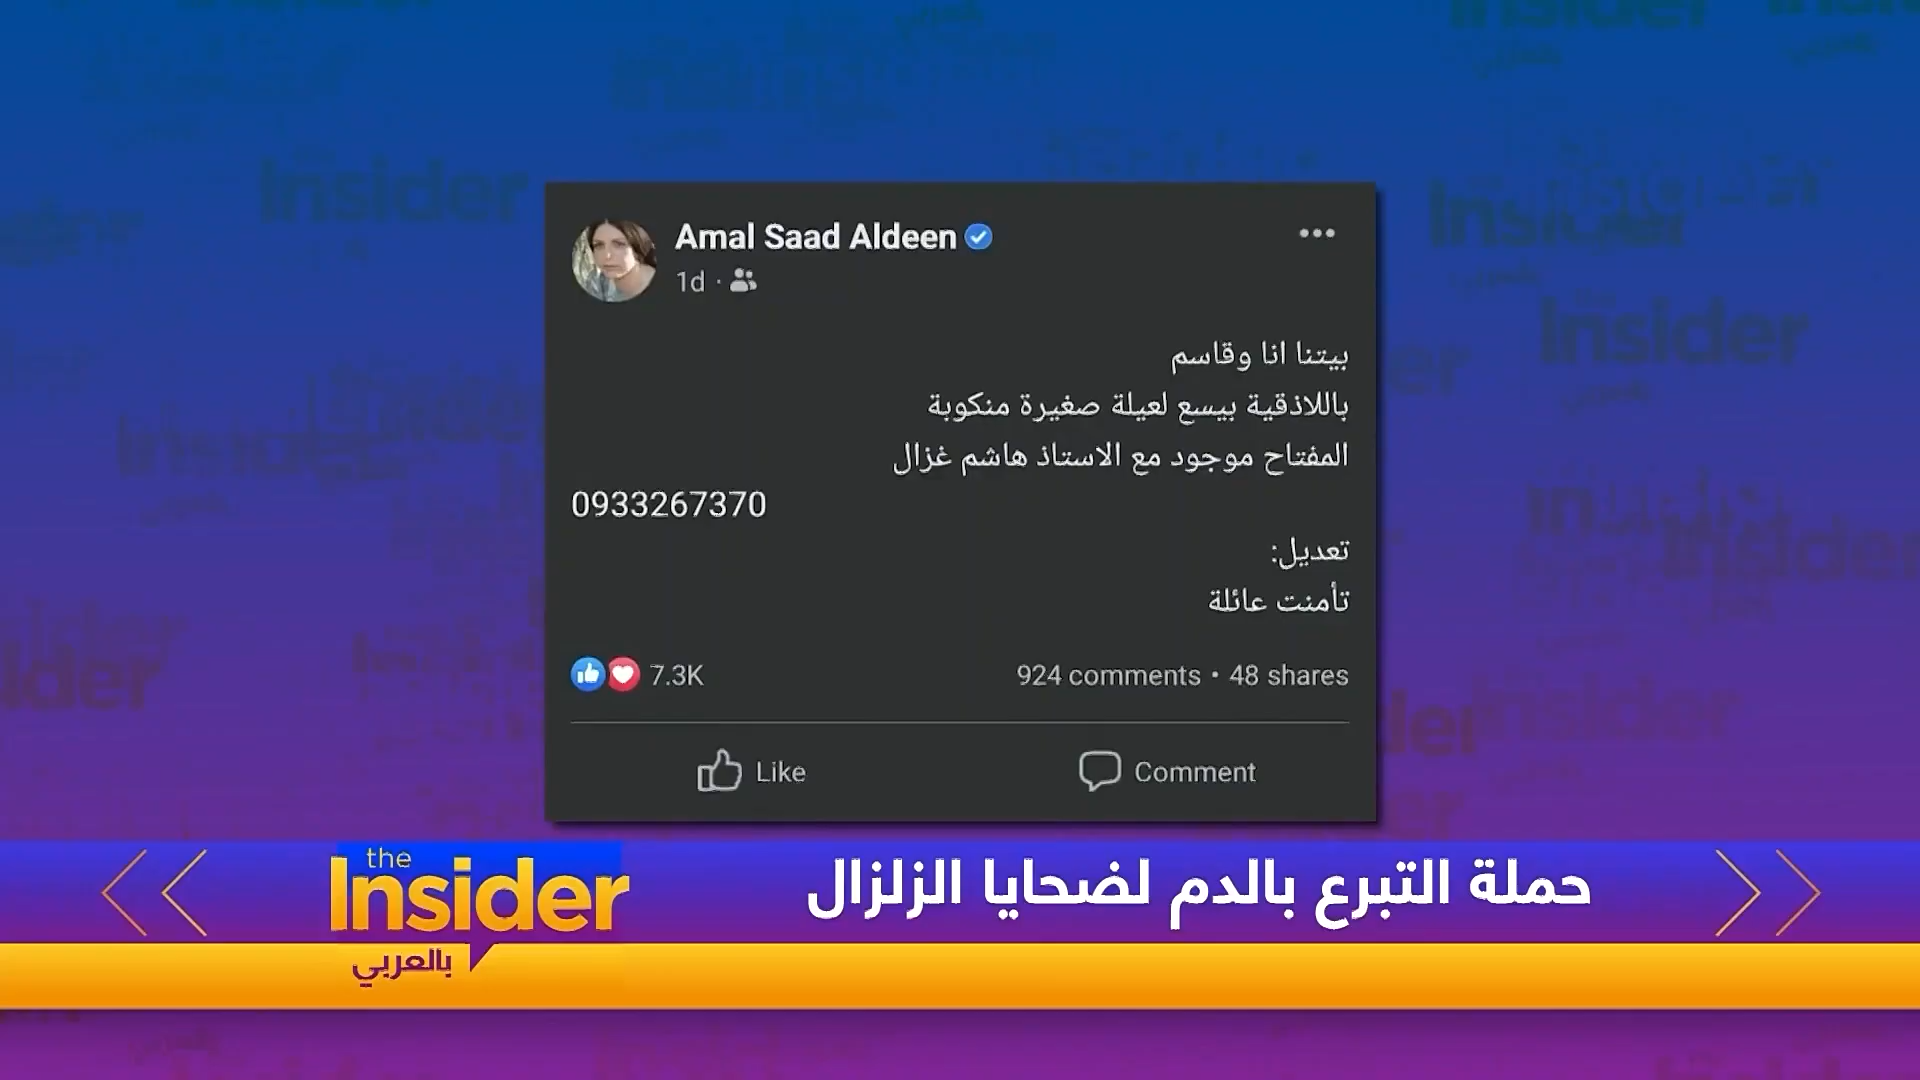 Amal Saad Aldeen
1d ·
بيتنا انا وقاسم
باللاذقية بيسع لعيلة صغيرة منكوبة
المفتاح موجود مع الاستاذ هاشم غزال
0933267370
تعديل:
تأمنت عائلة
7.3K
924 comments • 48 shares
Like
Comment
حملة التبرع بالدم لضحايا الزلزال
the
Insider
بالعربي